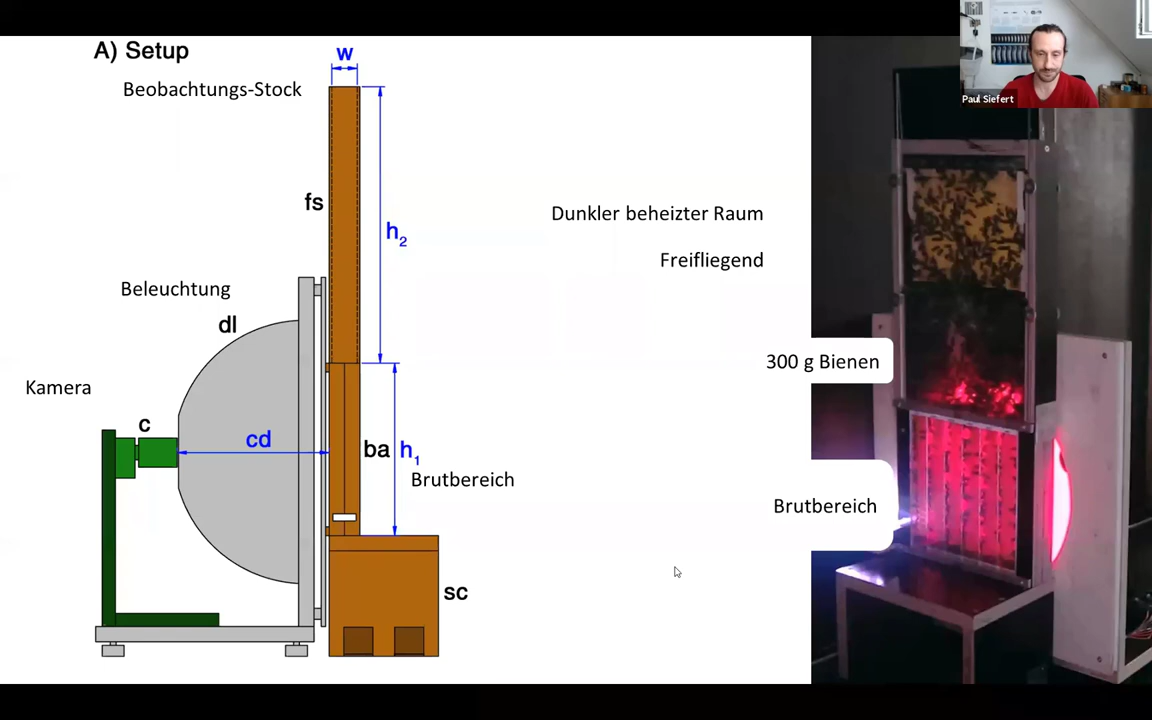 A) Setup
w
Beobachtungs-Stock
fs
h2
Dunkler beheizter Raum
Freifliegend
Beleuchtung
dl
Kamera
c
cd
ba
h1
Brutbereich
sc
300 g Bienen
Brutbereich
Paul Siefert